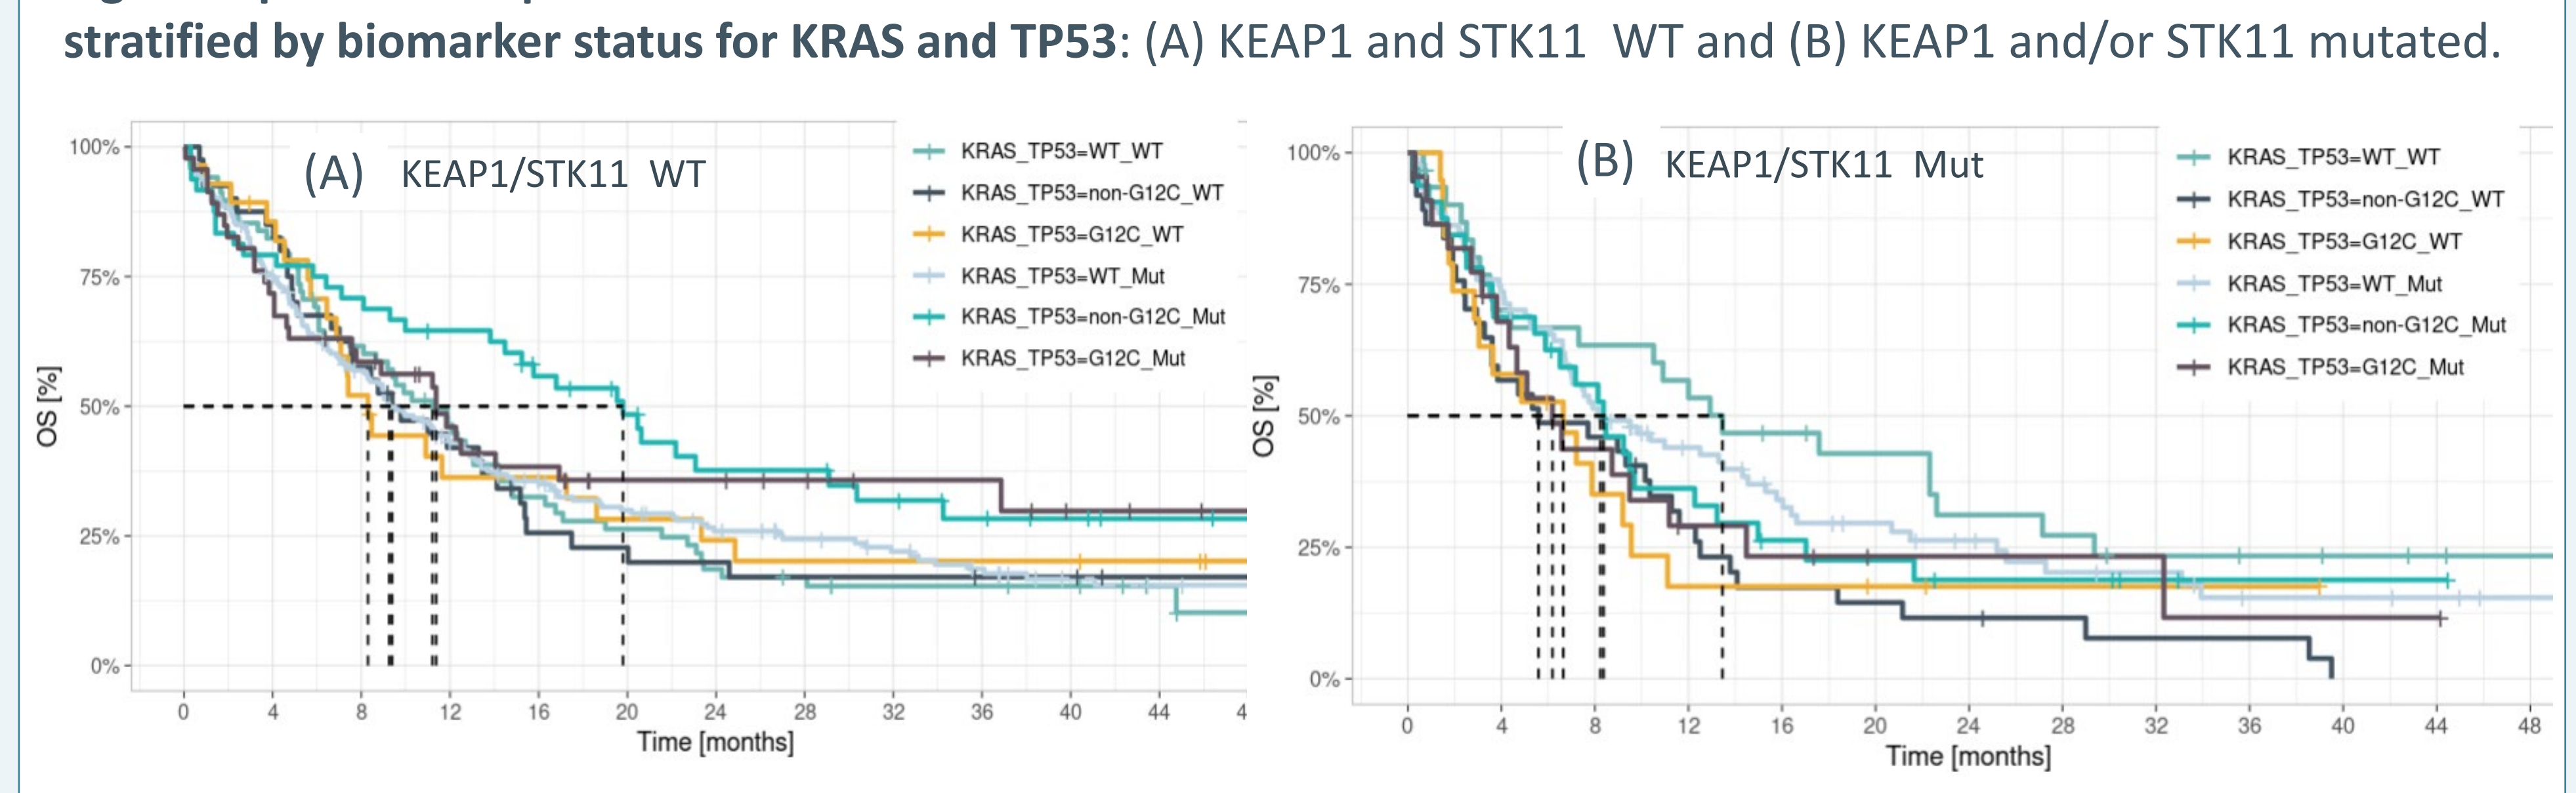 stratified by biomarker status for KRAS and TP53: (A) KEAP1 and STK11 WT and (B) KEAP1 and/or STK11 mutated.
(A) KEAP1/STK11 WT
KRAS_TP53=WT_WT
KRAS_TP53=non-G12C_WT
KRAS_TP53=G12C_WT
KRAS_TP53=WT_Mut
KRAS_TP53=non-G12C_Mut
KRAS_TP53=G12C_Mut
100%
75%
50%
25%
0%
OS [%]
0 4 8 12 16 20 24 28 32 36 40 44 4
Time [months]
(B) KEAP1/STK11 Mut
KRAS_TP53=WT_WT
KRAS_TP53=non-G12C_WT
KRAS_TP53=G12C_WT
KRAS_TP53=WT_Mut
KRAS_TP53=non-G12C_Mut
KRAS_TP53=G12C_Mut
100%
75%
50%
25%
0%
OS [%]
0 4 8 12 16 20 24 28 32 36 40 44 48
Time [months]